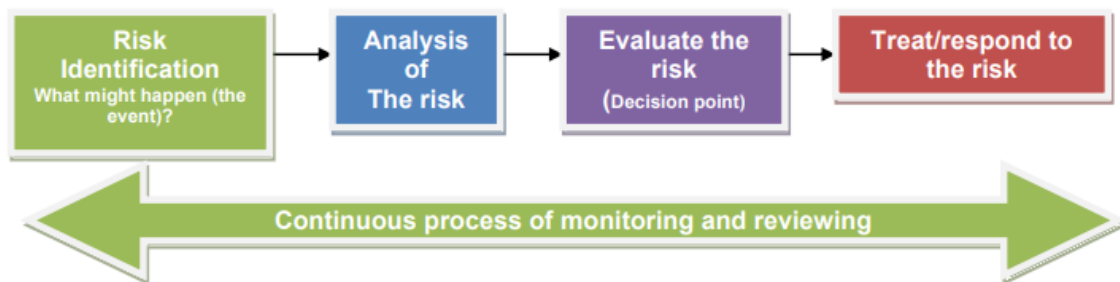 Risk
Identification
What might happen (the
event)?
Analysis
of
The risk
Evaluate the
risk
(Decision point)
Treat/respond to
the risk
Continuous process of monitoring and reviewing